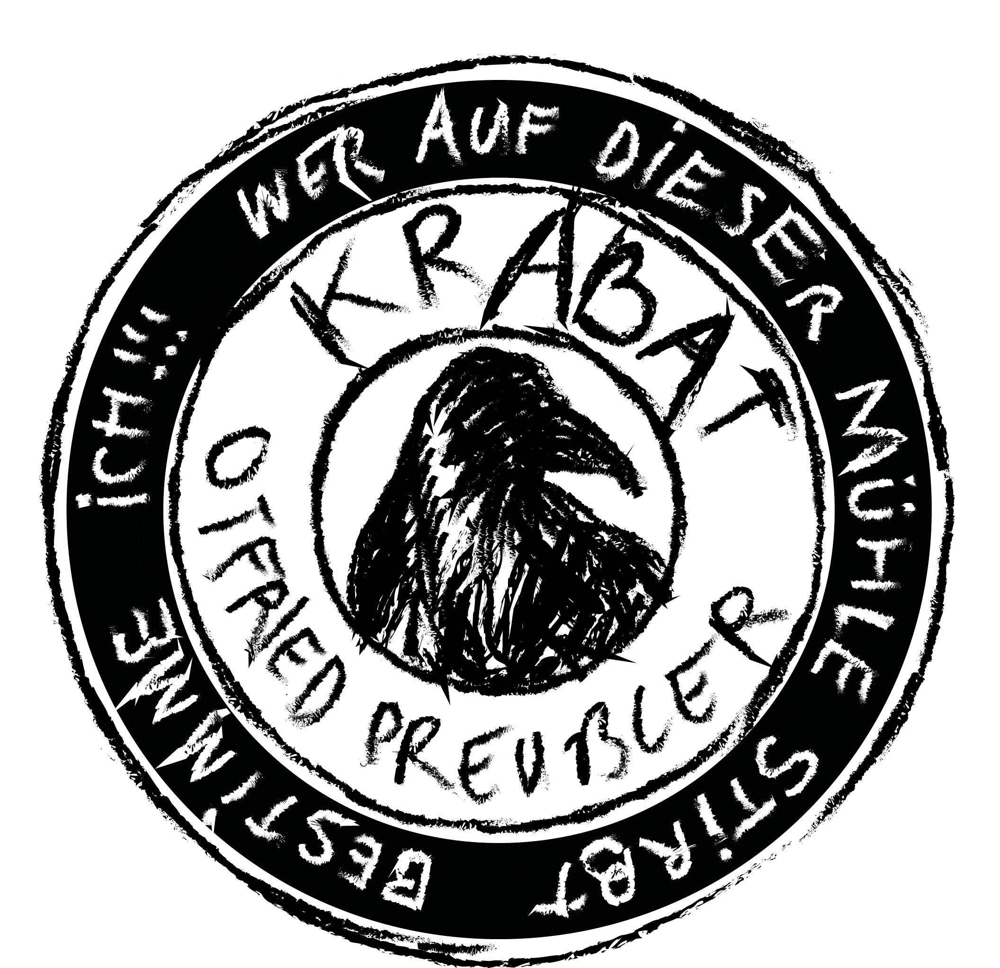 WER AUF DiESER MÜHLE STiRBT BESTiMME iCH!!!
KRABAT
OTFRIED PREUßLER